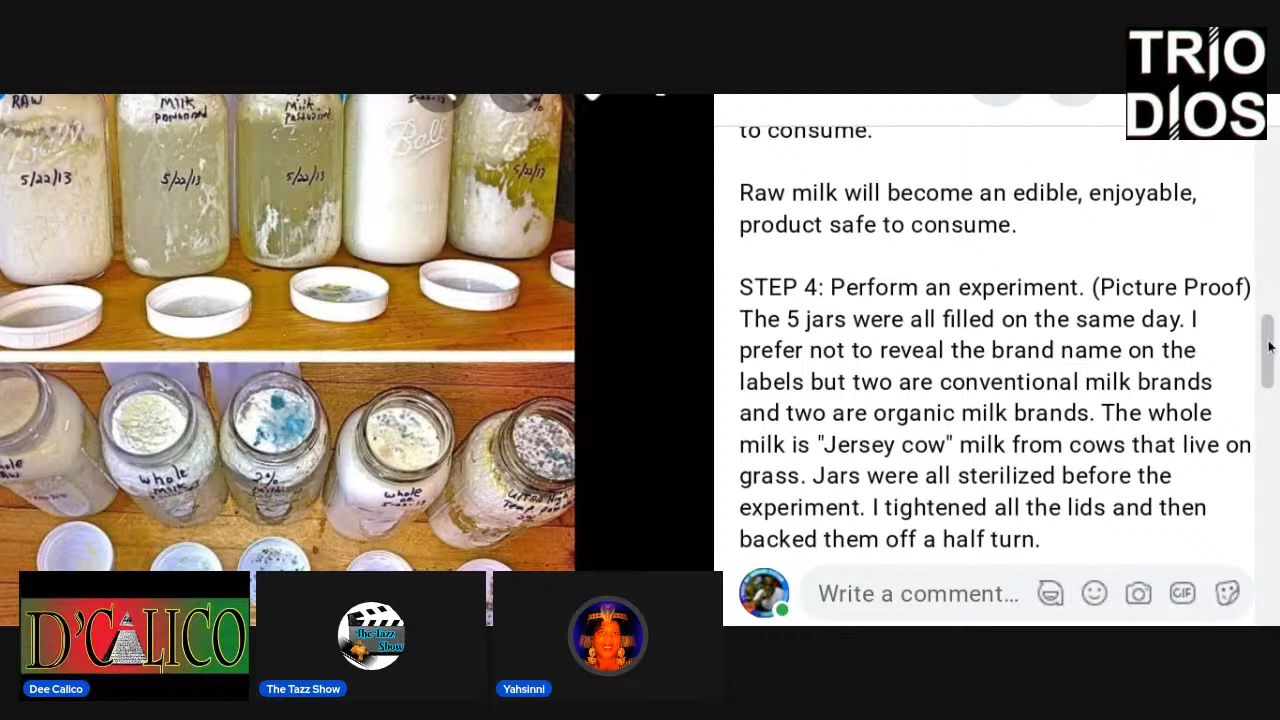 TRIO
DIOS
RAW
5/22/13
Milk
5/22/13
Milk
5/22/13
Ball
5/22/13
to consume.
Raw milk will become an edible, enjoyable,
product safe to consume.
STEP 4: Perform an experiment. (Picture Proof)
The 5 jars were all filled on the same day. I
prefer not to reveal the brand name on the
labels but two are conventional milk brands
and two are organic milk brands. The whole
milk is "Jersey cow" milk from cows that live on
grass. Jars were all sterilized before the
experiment. I tightened all the lids and then
backed them off a half turn.
whole
Milk
2%
whole
Write a comment...
GIF
D'CALICO
The Tazz
Show
Dee Calico
The Tazz Show
Yahsinni